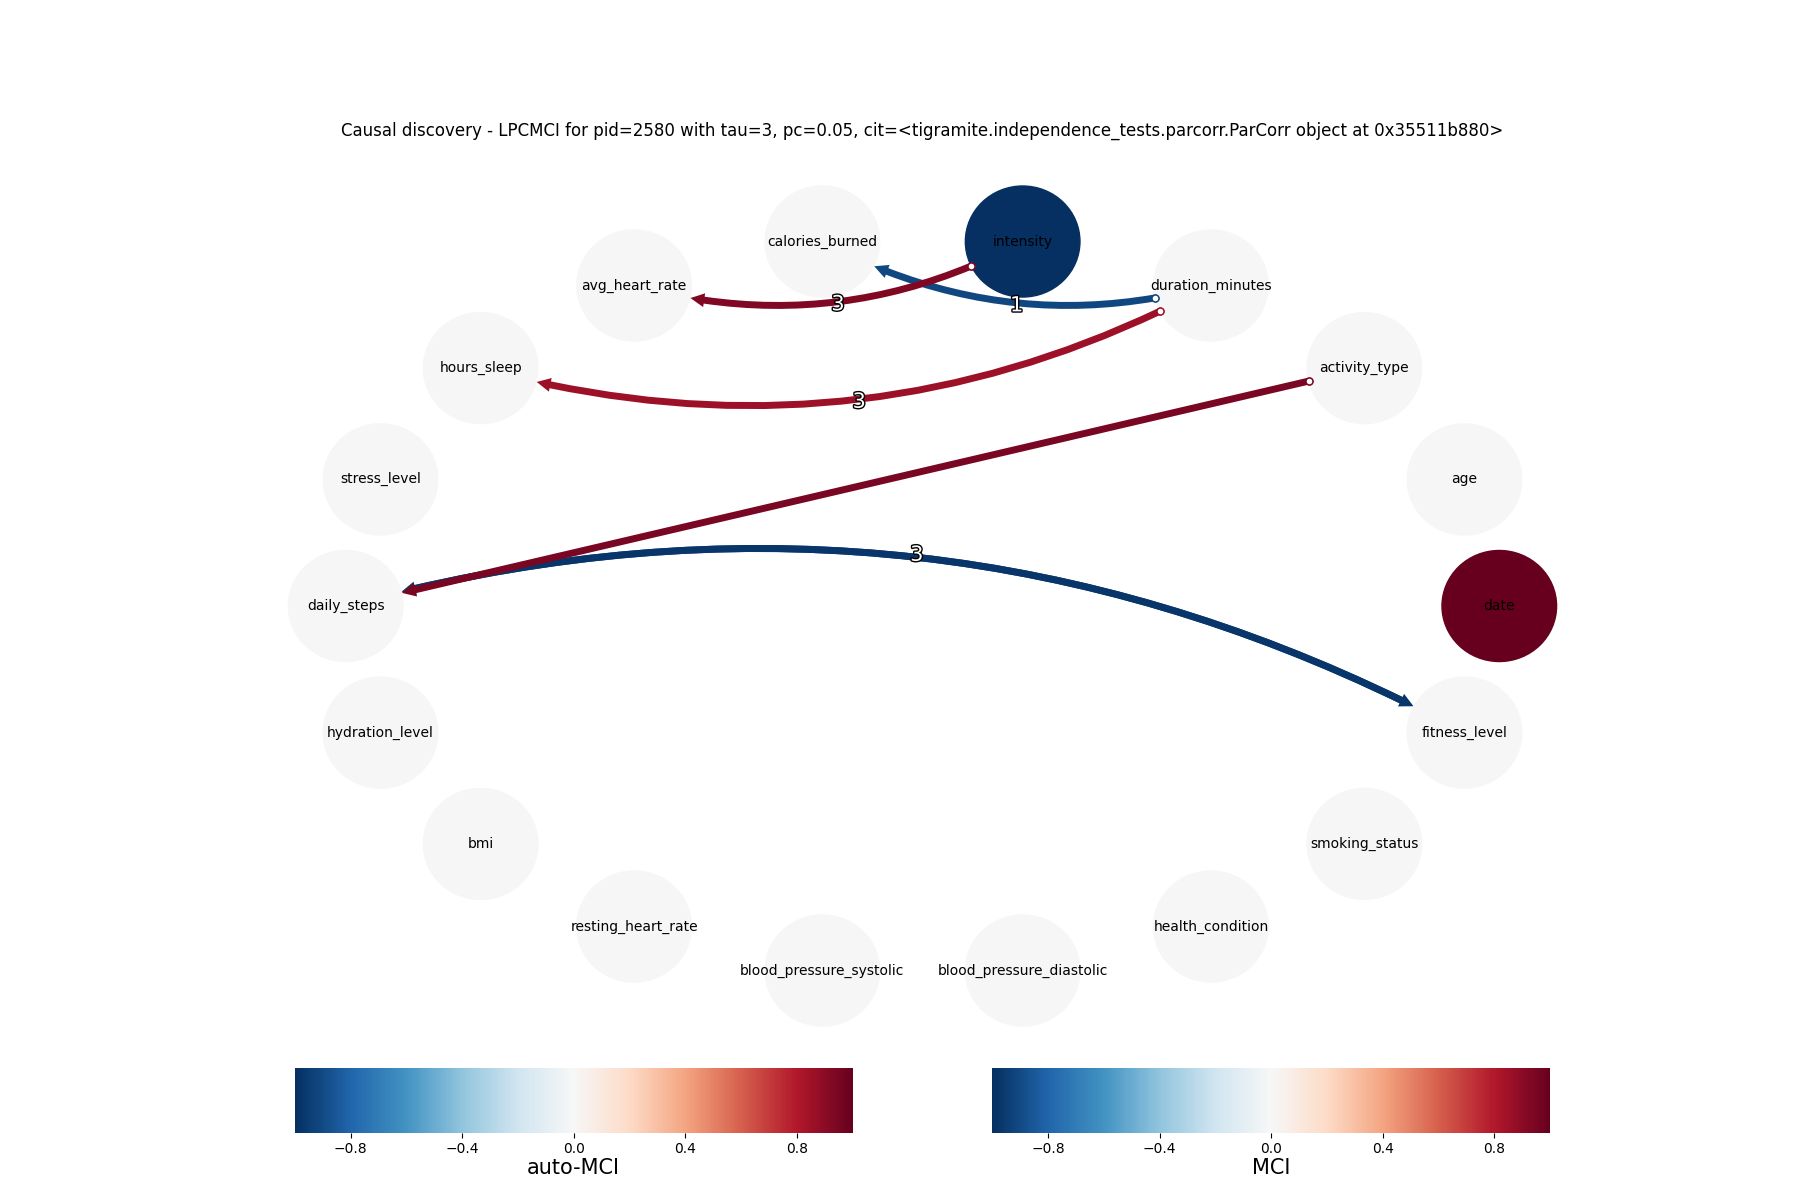 Causal discovery - LPCMCI for pid=2580 with tau=3, pc=0.05, cit=<tigramite.independence_tests.parcorr.ParCorr object at 0x35511b880>
calories_burned
intensity
avg_heart_rate
duration_minutes
3
1
hours_sleep
activity_type
3
stress_level
age
3
daily_steps
date
hydration_level
fitness_level
bmi
smoking_status
resting_heart_rate
health_condition
blood_pressure_systolic
blood_pressure_diastolic
−0.8 −0.4 0.0 0.4 0.8
auto-MCI
−0.8 −0.4 0.0 0.4 0.8
MCI